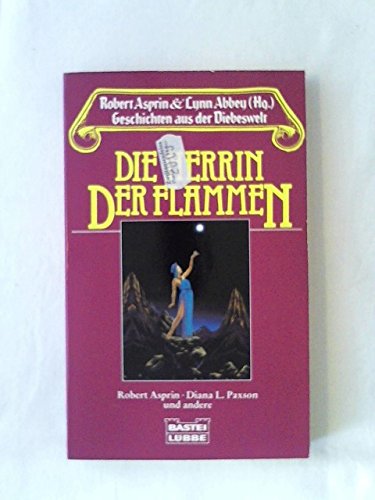 Robert Asprin & Lynn Abbey (Hg.)
Geschichten aus der Diebeswelt
DIE ERRIN
DER FLAMMEN
Robert Asprin · Diana L. Paxson
und andere
BASTEI
LÜBBE